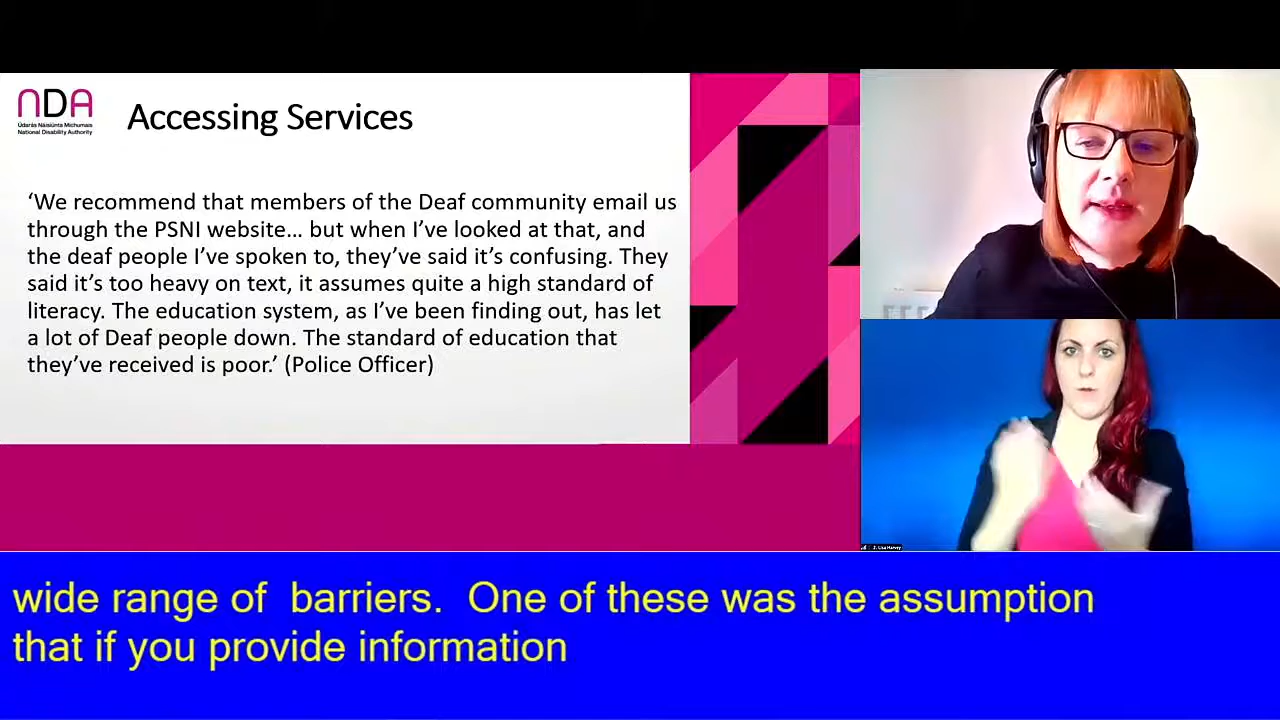 NDA
Údarás Náisiúnta Míchumais
National Disability Authority
Accessing Services
‘We recommend that members of the Deaf community email us
through the PSNI website... but when I’ve looked at that, and
the deaf people I’ve spoken to, they’ve said it’s confusing. They
said it’s too heavy on text, it assumes quite a high standard of
literacy. The education system, as I’ve been finding out, has let
a lot of Deaf people down. The standard of education that
they’ve received is poor.’ (Police Officer)
2. Lisa Harvey
wide range of  barriers.  One of these was the assumption
that if you provide information